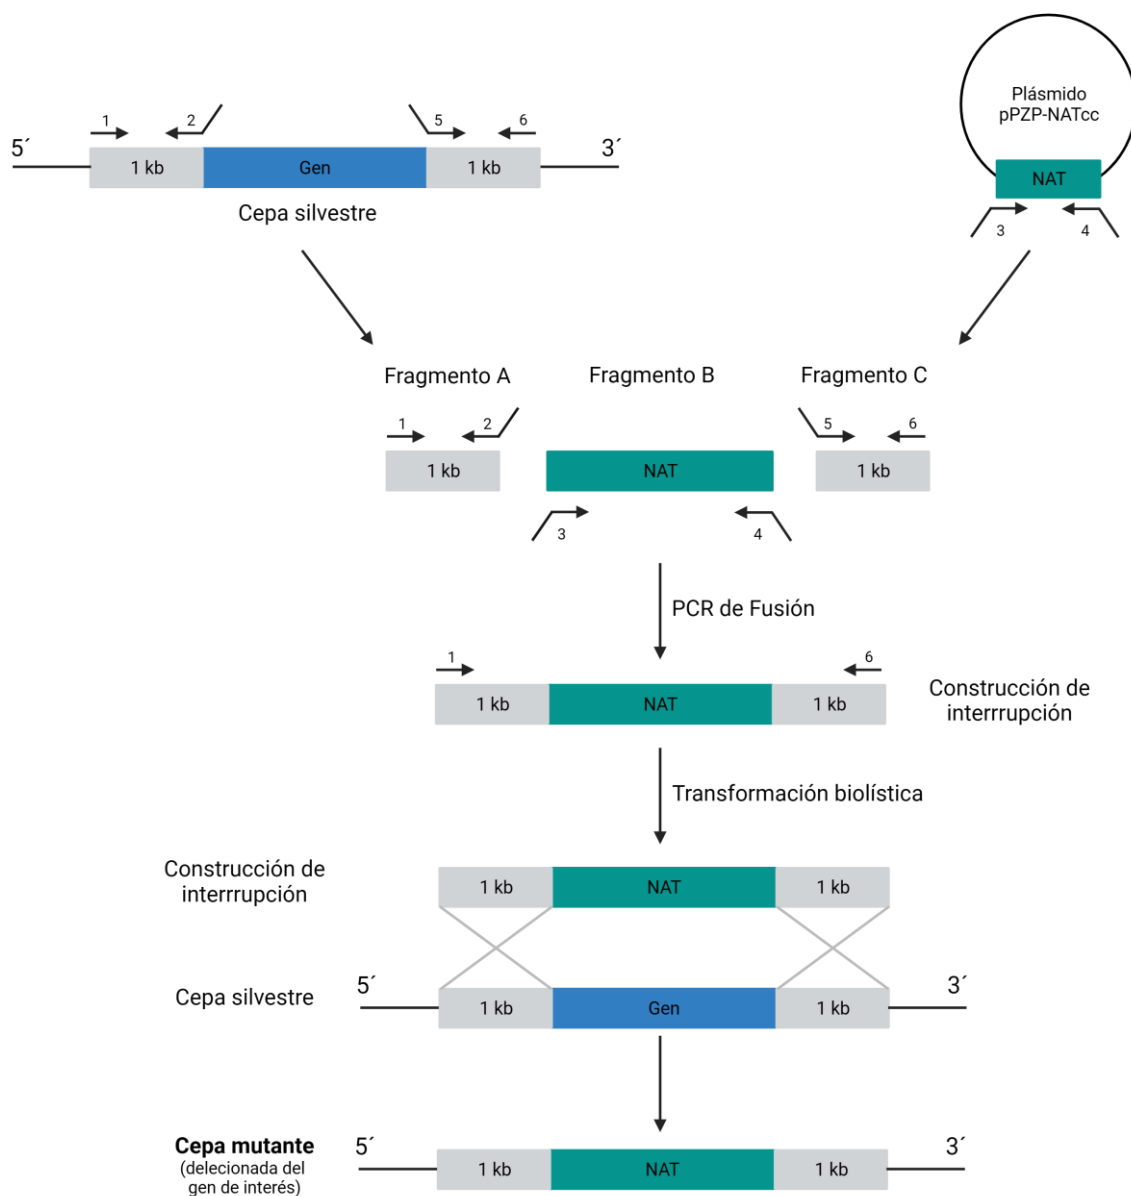 Plásmido
pPZP-NATcc
NAT
3
4
1
2
5
6
5´
1 kb
Gen
1 kb
3´
Cepa silvestre
Fragmento A
Fragmento B
Fragmento C
1
2
5
6
1 kb
NAT
1 kb
3
4
PCR de Fusión
1
6
1 kb
NAT
1 kb
Construcción de
interrrupción
Transformación biolística
Construcción de
interrrupción
1 kb
NAT
1 kb
Cepa silvestre
5´
3´
1 kb
Gen
1 kb
Cepa mutante
(delecionada del
gen de interés)
5´
3´
1 kb
NAT
1 kb